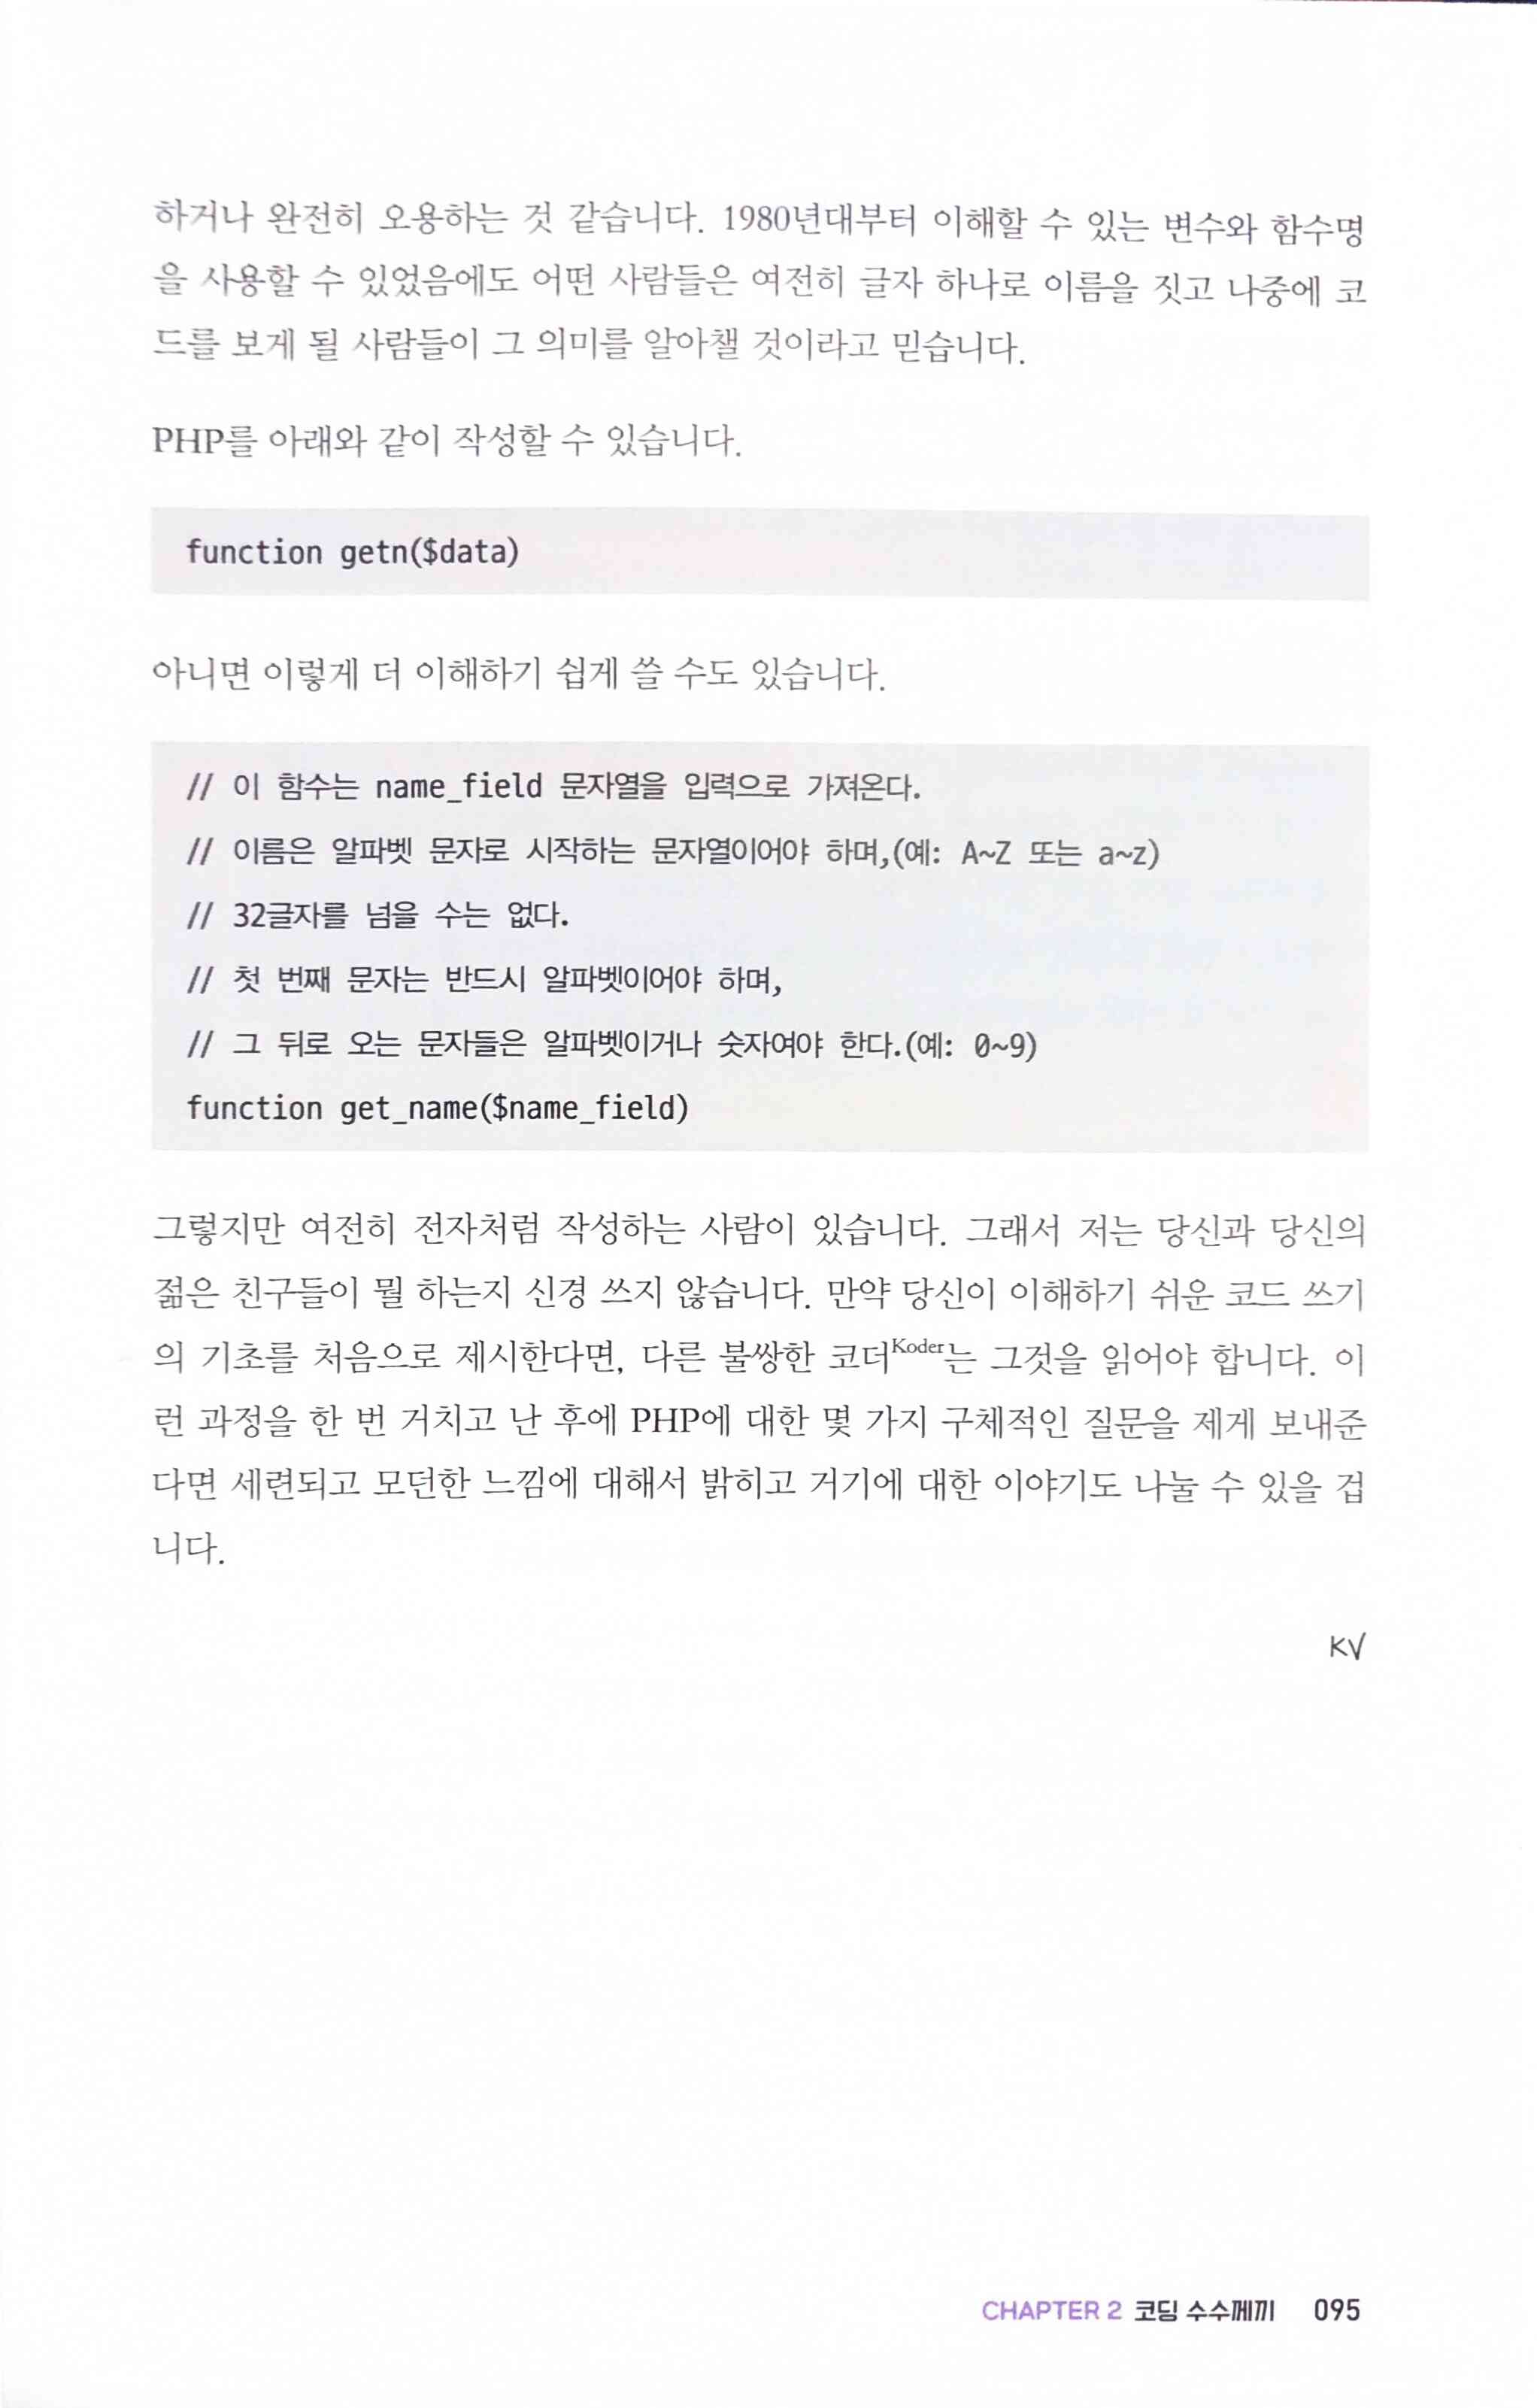 하거나 완전히 오용하는 것 같습니다. 1980년대부터 이해할 수 있는 변수와 함수명
을 사용할 수 있었음에도 어떤 사람들은 여전히 글자 하나로 이름을 짓고 나중에 코
드를 보게 될 사람들이 그 의미를 알아챌 것이라고 믿습니다.
PHP를 아래와 같이 작성할 수 있습니다.
function getn($data)
아니면 이렇게 더 이해하기 쉽게 쓸 수도 있습니다.
// 이 함수는 name_field 문자열을 입력으로 가져온다.
// 이름은 알파벳 문자로 시작하는 문자열이어야 하며,(예: A~Z 또는 a~z)
// 32글자를 넘을 수는 없다.
// 첫 번째 문자는 반드시 알파벳이어야 하며,
// 그 뒤로 오는 문자들은 알파벳이거나 숫자여야 한다.(예: 0~9)
function get_name($name_field)
그렇지만 여전히 전자처럼 작성하는 사람이 있습니다. 그래서 저는 당신과 당신의
젊은 친구들이 뭘 하는지 신경 쓰지 않습니다. 만약 당신이 이해하기 쉬운 코드 쓰기
의 기초를 처음으로 제시한다면, 다른 불쌍한 코더Koder는 그것을 읽어야 합니다. 이
런 과정을 한 번 거치고 난 후에 PHP에 대한 몇 가지 구체적인 질문을 제게 보내준
다면 세련되고 모던한 느낌에 대해서 밝히고 거기에 대한 이야기도 나눌 수 있을 겁
니다.
KV
CHAPTER 2 코딩 수수께끼 095